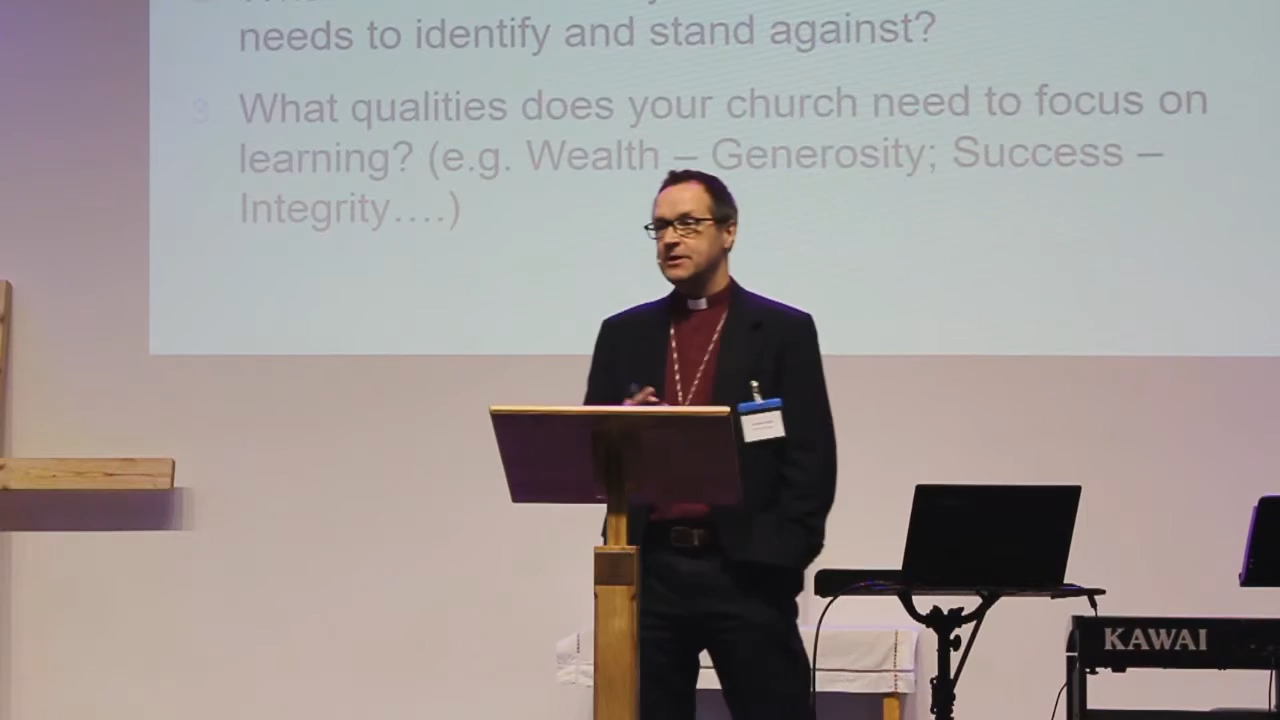 needs to identify and stand against?
3 What qualities does your church need to focus on
learning? (e.g. Wealth – Generosity; Success –
Integrity….)
KAWAI